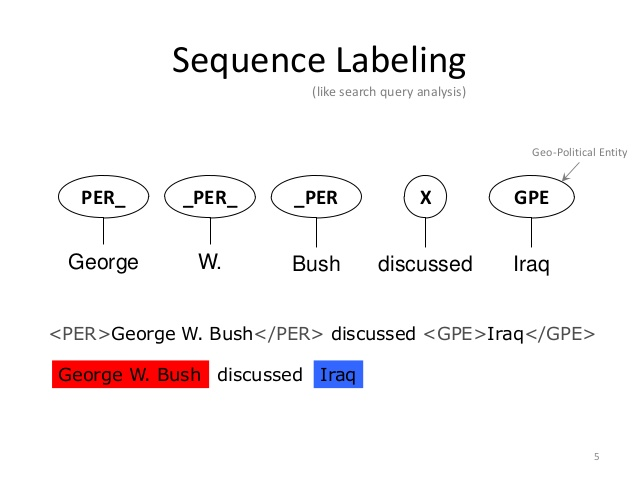 Sequence Labeling
(like search query analysis)
Geo-Political Entity
PER_ _PER_ _PER X GPE
George W. Bush discussed Iraq
<PER>George W. Bush</PER> discussed <GPE>Iraq</GPE>
George W. Bush discussed Iraq
5